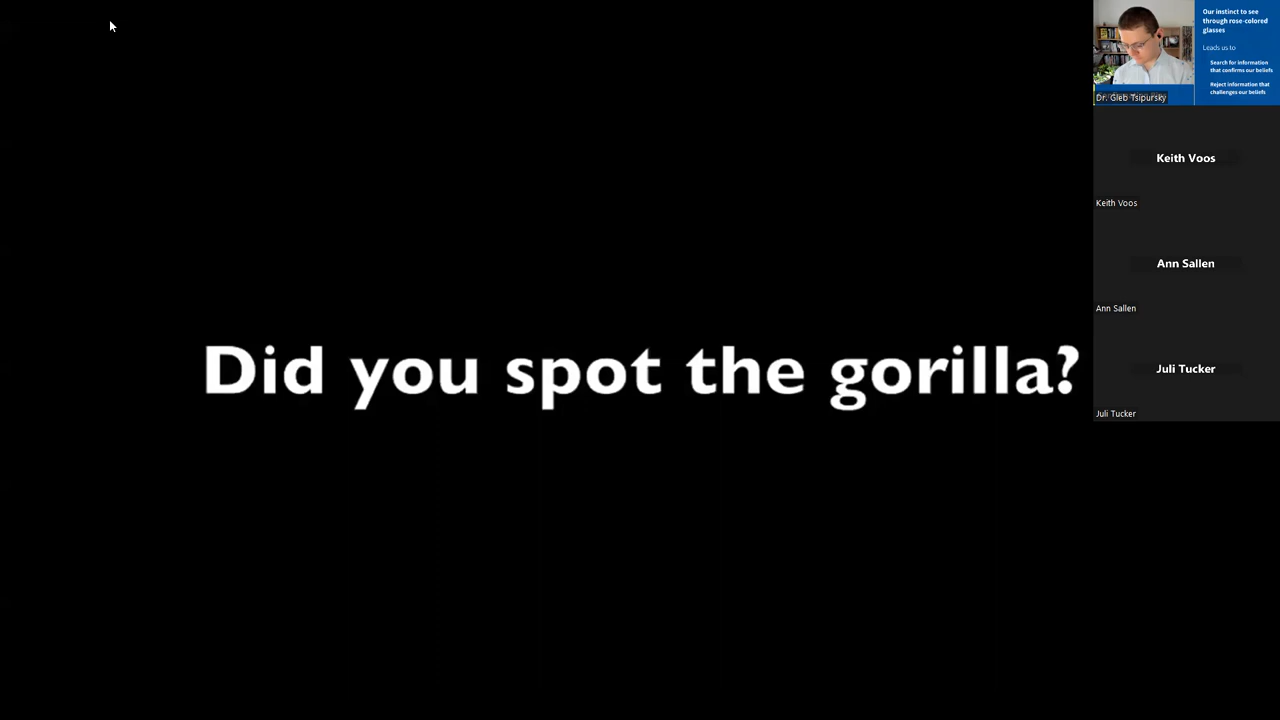 Did you spot the gorilla?
Our instinct to see
through rose-colored
glasses
Leads us to
Search for information
that confirms our beliefs
Reject information that
challenges our beliefs
Dr. Gleb Tsipursky
Keith Voos
Keith Voos
Ann Sallen
Ann Sallen
Juli Tucker
Juli Tucker